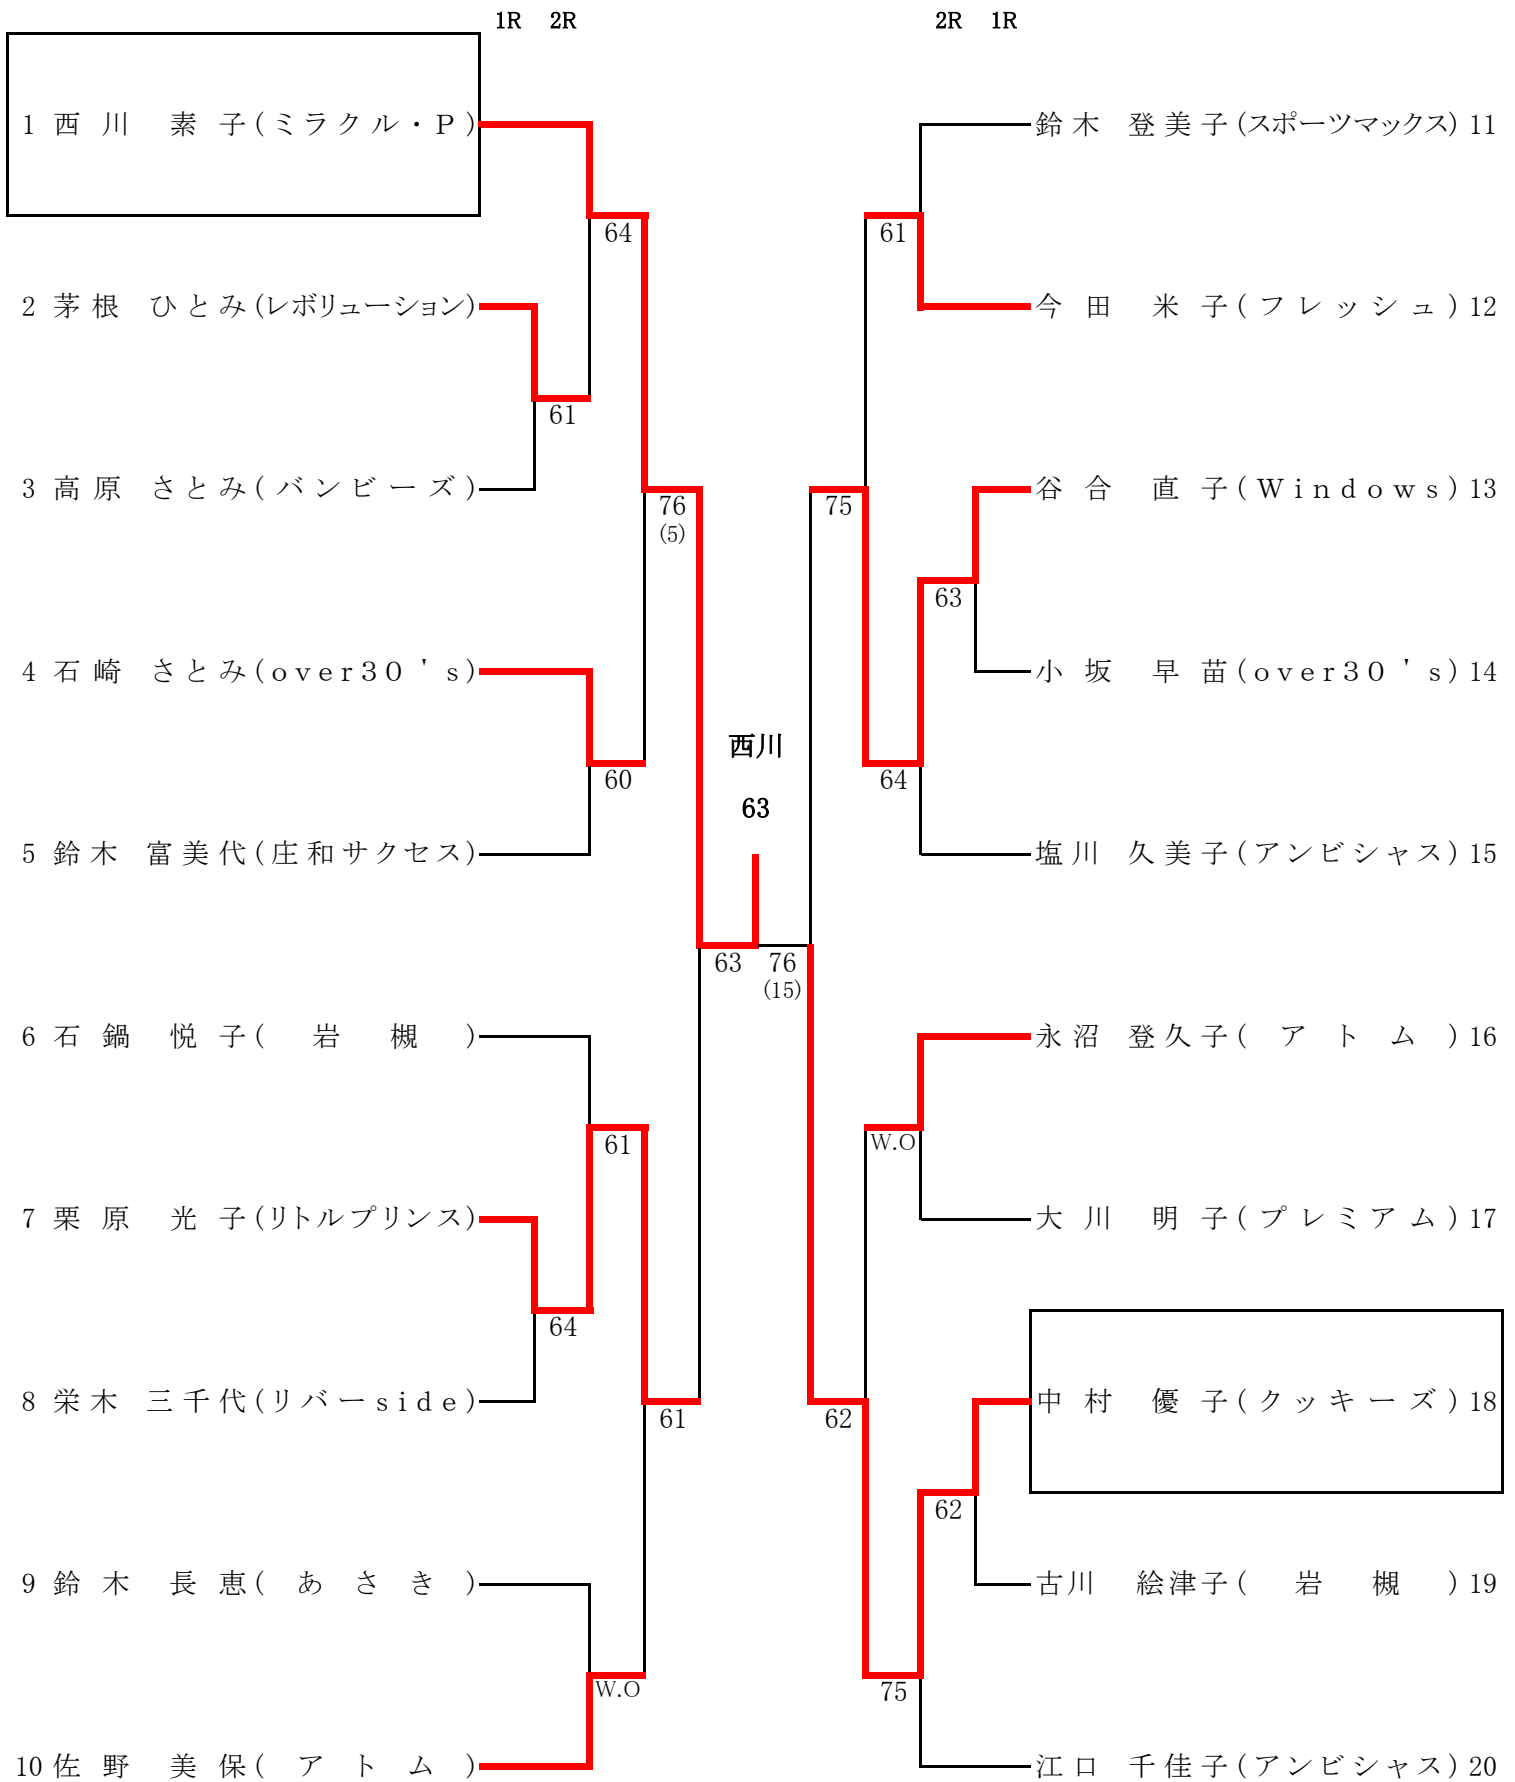 1R 2R 2R 1R
1 西川 素子(ミラクル・P)
鈴木 登美子(スポーツマックス) 11
64
61
2 茅根 ひとみ(レボリューション)
今田 米子(フレッシュ) 12
61
3 高原 さとみ(バンビーズ)
76
(5)
75
谷合 直子(Windows) 13
63
4 石崎 さとみ(over30's)
小坂 早苗(over30's) 14
西川
60
64
63
5 鈴木 富美代(庄和サクセス)
塩川 久美子(アンビシャス) 15
63 76
(15)
6 石鍋 悦子(岩槻)
永沼 登久子(アトム) 16
61
W.O
7 栗原 光子(リトルプリンス)
大川 明子(プレミアム) 17
64
8 栄木 三千代(リバーside)
61
62
中村 優子(クッキーズ) 18
62
9 鈴木 長恵(あさき)
古川 絵津子(岩槻) 19
W.O
75
10 佐野 美保(アトム)
江口 千佳子(アンビシャス) 20